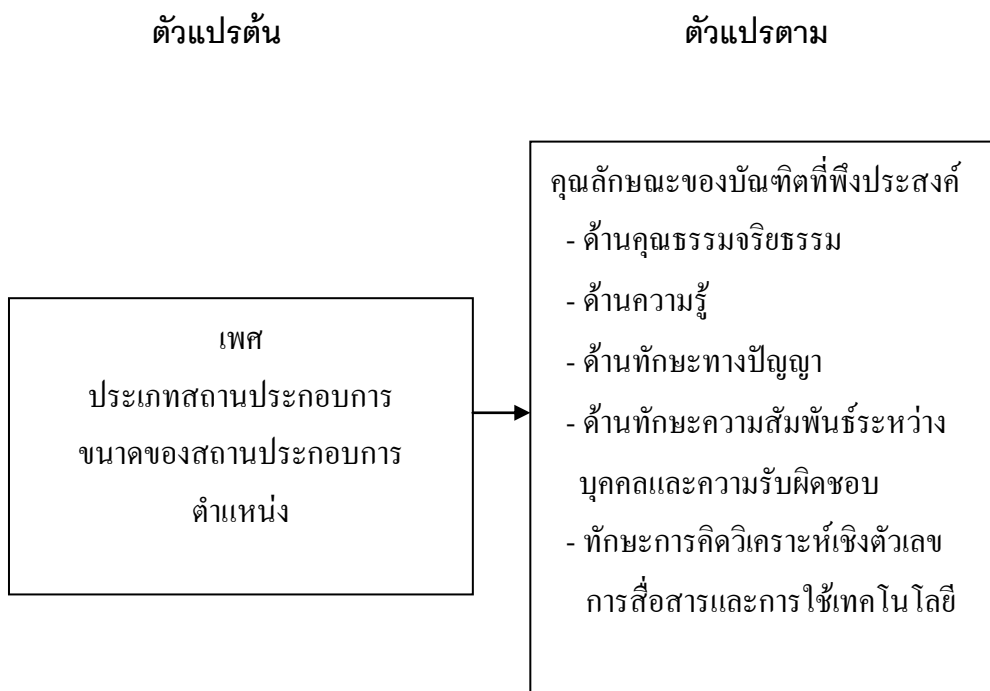 ตัวแปรต้น
ตัวแปรตาม
เพศ
ประเภทสถานประกอบการ
ขนาดของสถานประกอบการ
ตำแหน่ง
คุณลักษณะของบัณฑิตที่พึงประสงค์
- ด้านคุณธรรมจริยธรรม
- ด้านความรู้
- ด้านทักษะทางปัญญา
- ด้านทักษะความสัมพันธ์ระหว่าง
บุคคลและความรับผิดชอบ
- ทักษะการคิดวิเคราะห์เชิงตัวเลข
การสื่อสารและการใช้เทคโนโลยี